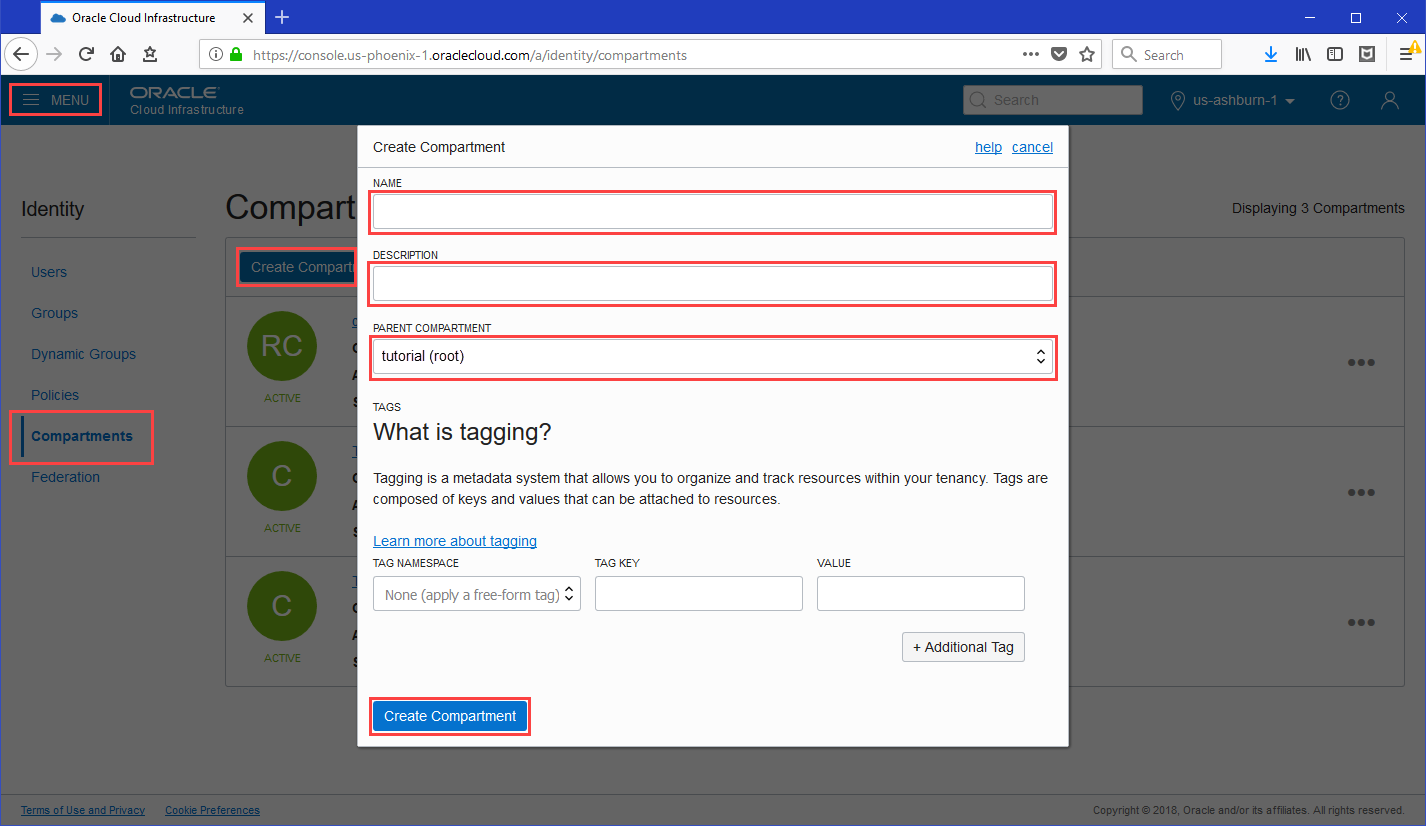 Oracle Cloud Infrastructure
https://console.us-phoenix-1.oraclecloud.com/a/identity/compartments
Search
MENU
ORACLE
Cloud Infrastructure
Search
us-ashburn-1
Create Compartment
help cancel
NAME
Identity
Compart
Displaying 3 Compartments
DESCRIPTION
Users
Create Compart
Groups
PARENT COMPARTMENT
tutorial (root)
RC
Dynamic Groups
ACTIVE
Policies
TAGS
Compartments
What is tagging?
C
Federation
Tagging is a metadata system that allows you to organize and track resources within your tenancy. Tags are
composed of keys and values that can be attached to resources.
ACTIVE
Learn more about tagging
TAG NAMESPACE TAG KEY VALUE
None (apply a free-form tag)
C
+ Additional Tag
ACTIVE
Create Compartment
Terms of Use and Privacy Cookie Preferences
Copyright © 2018, Oracle and/or its affiliates. All rights reserved.